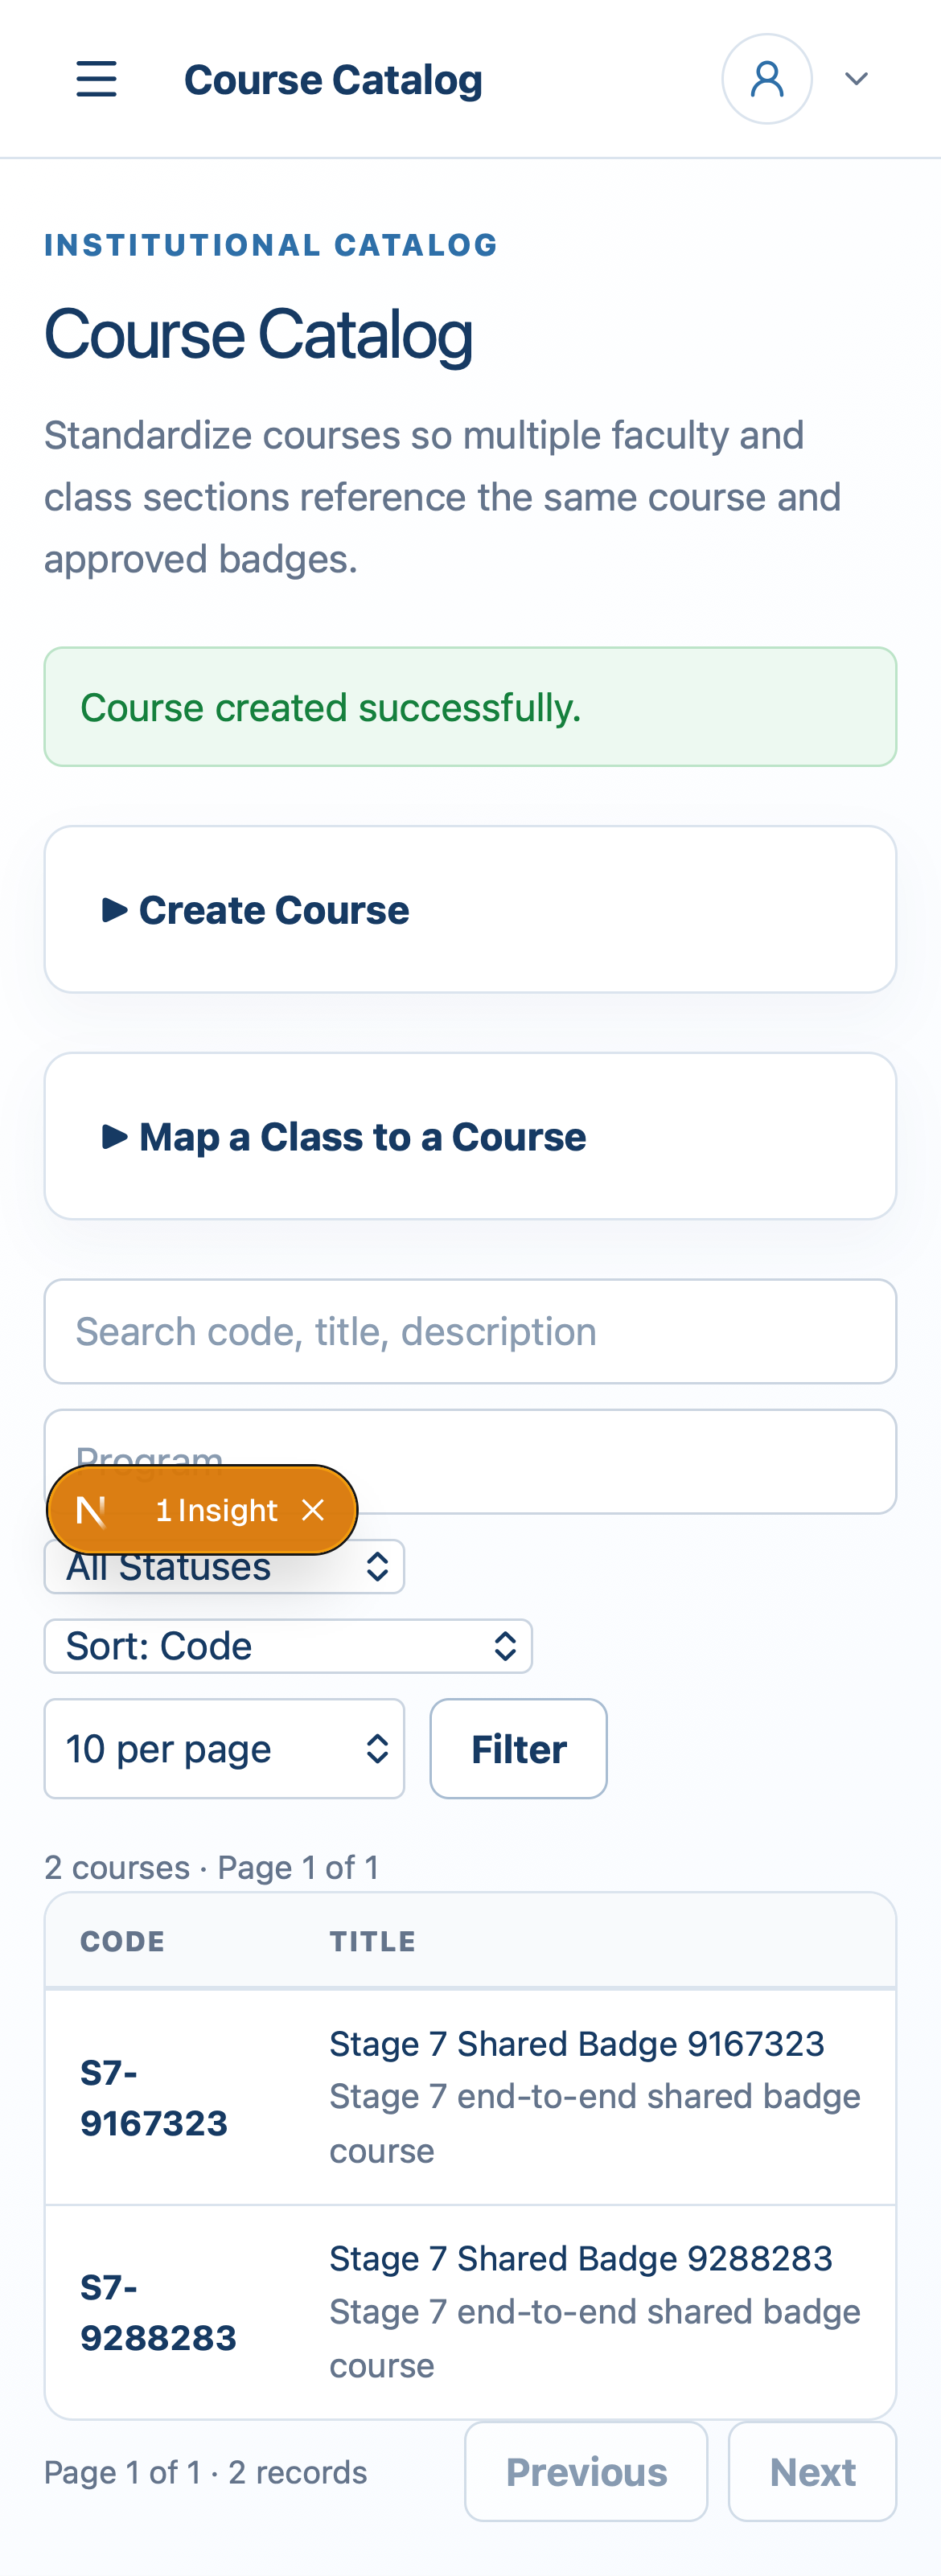 Course Catalog
INSTITUTIONAL CATALOG
Course Catalog
Standardize courses so multiple faculty and
class sections reference the same course and
approved badges.
Course created successfully.
Create Course
Map a Class to a Course
Search code, title, description
Program
1 Insight
All Statuses
Sort: Code
10 per page
Filter
2 courses · Page 1 of 1
CODE TITLE
S7-
9167323
Stage 7 Shared Badge 9167323
Stage 7 end-to-end shared badge
course
S7-
9288283
Stage 7 Shared Badge 9288283
Stage 7 end-to-end shared badge
course
Page 1 of 1 · 2 records
Previous
Next